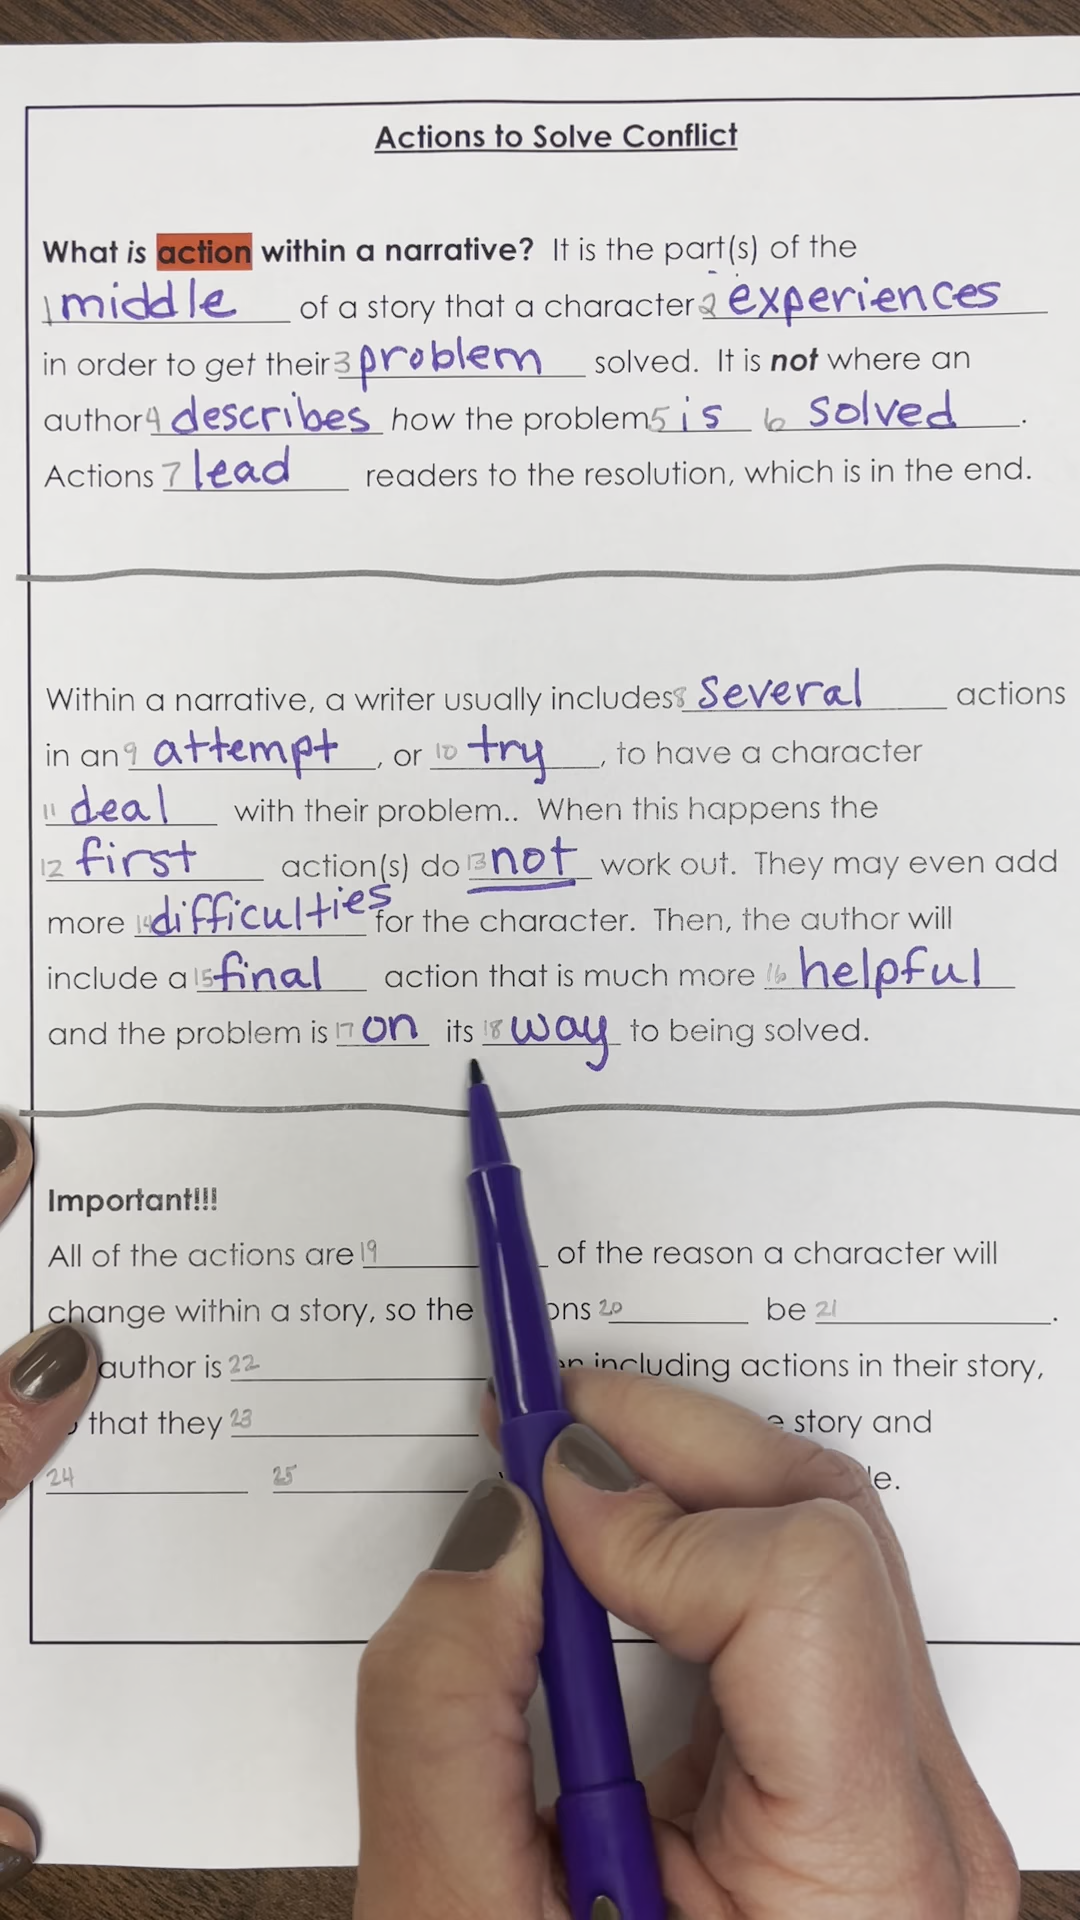 Actions to Solve Conflict
What is action within a narrative? It is the part(s) of the
1 middle of a story that a character 2 experiences
in order to get their 3 problem solved. It is not where an
author 4 describes how the problem 5 is 6 solved.
Actions 7 lead readers to the resolution, which is in the end.
Within a narrative, a writer usually includes 8 several actions
in an 9 attempt, or 10 try, to have a character
11 deal with their problem.. When this happens the
12 first action(s) do 13 not work out. They may even add
more 14 difficulties for the character. Then, the author will
include a 15 final action that is much more 16 helpful
and the problem is 17 on its 18 way to being solved.
Important!!!
All of the actions are 19 of the reason a character will
change within a story, so the 20 be 21.
author is 22 including actions in their story,
that they 23 story and
24 25